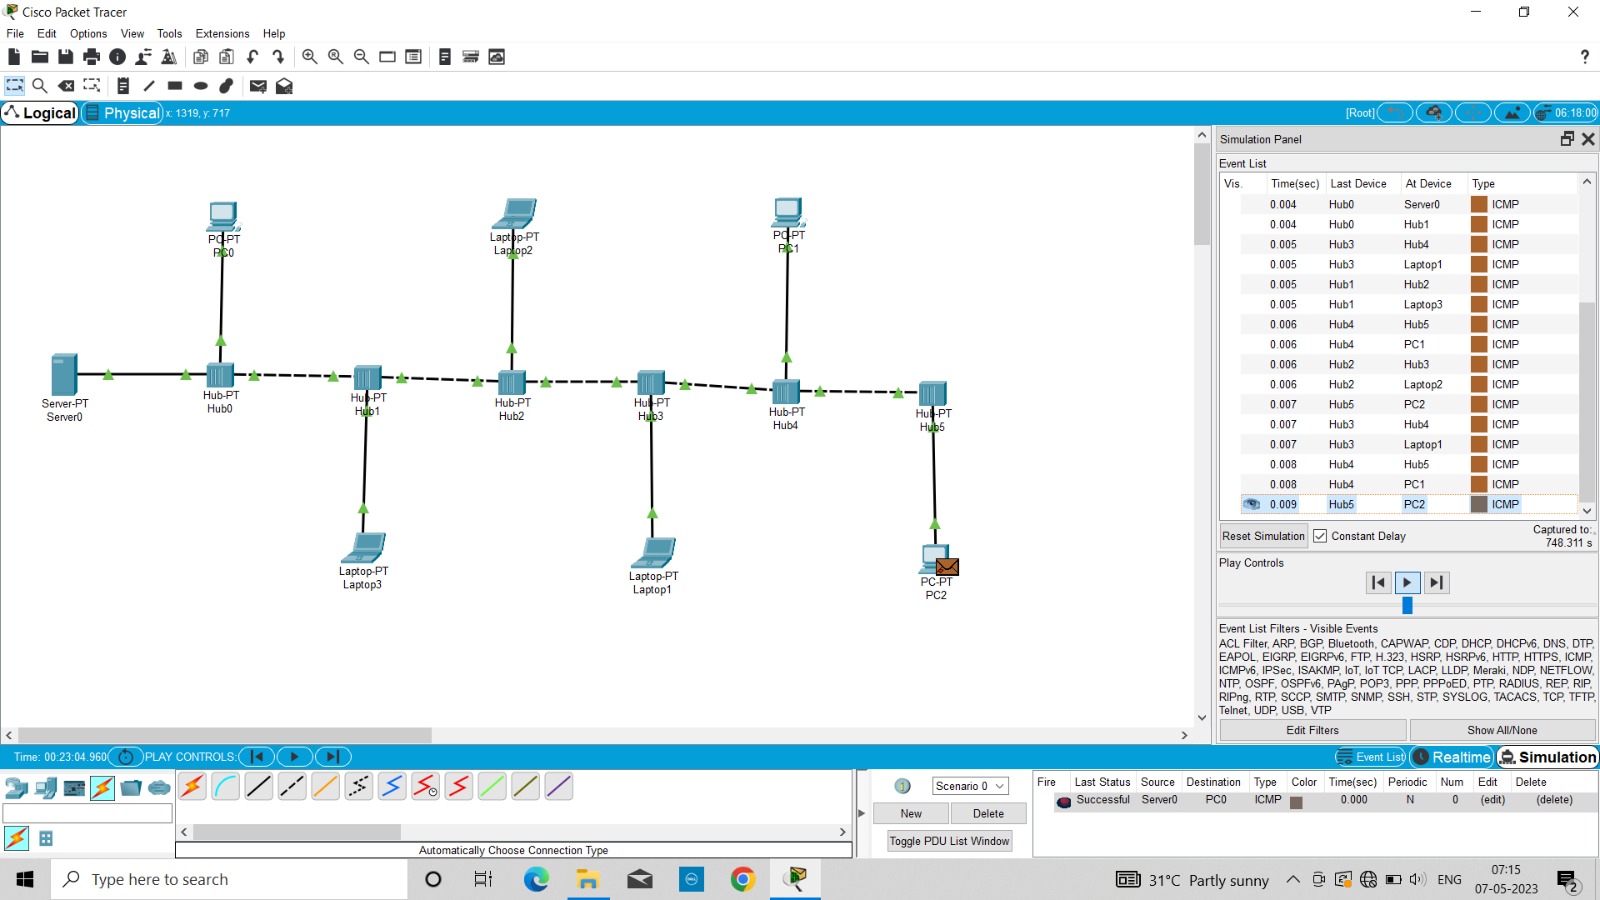 Cisco Packet Tracer
File Edit Options View Tools Extensions Help
?
Logical Physical x: 1319, y: 717 [Root] 06:18:00
Simulation Panel
Event List
Vis. Time(sec) Last Device At Device Type
0.004 Hub0 Server0 ICMP
0.004 Hub0 Hub1 ICMP
0.005 Hub3 Hub4 ICMP
0.005 Hub3 Laptop1 ICMP
0.005 Hub1 Hub2 ICMP
0.005 Hub1 Laptop3 ICMP
0.006 Hub4 Hub5 ICMP
0.006 Hub4 PC1 ICMP
0.006 Hub2 Hub3 ICMP
0.006 Hub2 Laptop2 ICMP
0.007 Hub5 PC2 ICMP
0.007 Hub3 Hub4 ICMP
0.007 Hub3 Laptop1 ICMP
0.008 Hub4 Hub5 ICMP
0.008 Hub4 PC1 ICMP
0.009 Hub5 PC2 ICMP
Reset Simulation Constant Delay Captured to:
748.311 s
Play Controls
Event List Filters - Visible Events
ACL Filter, ARP, BGP, Bluetooth, CAPWAP, CDP, DHCP, DHCPv6, DNS, DTP,
EAPOL, EIGRP, EIGRPv6, FTP, H.323, HSRP, HSRPv6, HTTP, HTTPS, ICMP,
ICMPv6, IPSec, ISAKMP, IoT, IoT TCP, LACP, LLDP, Meraki, NDP, NETFLOW,
NTP, OSPF, OSPFv6, PAgP, POP3, PPP, PPPoED, PTP, RADIUS, REP, RIP,
RIPng, RTP, SCCP, SMTP, SNMP, SSH, STP, SYSLOG, TACACS, TCP, TFTP,
Telnet, UDP, USB, VTP
Edit Filters Show All/None
PC-PT
PC0
Laptop-PT
Laptop2
PC-PT
PC1
Server-PT
Server0
Hub-PT
Hub0
Hub-PT
Hub1
Hub-PT
Hub2
Hub-PT
Hub3
Hub-PT
Hub4
Hub-PT
Hub5
Laptop-PT
Laptop3
Laptop-PT
Laptop1
PC-PT
PC2
Time: 00:23:04.960 PLAY CONTROLS: Event List Realtime Simulation
Scenario 0
New Delete
Toggle PDU List Window
Fire Last Status Source Destination Type Color Time(sec) Periodic Num Edit Delete
Successful Server0 PC0 ICMP 0.000 N 0 (edit) (delete)
Automatically Choose Connection Type
Type here to search
DELL
31°C Partly sunny ENG
07:15
07-05-2023
2